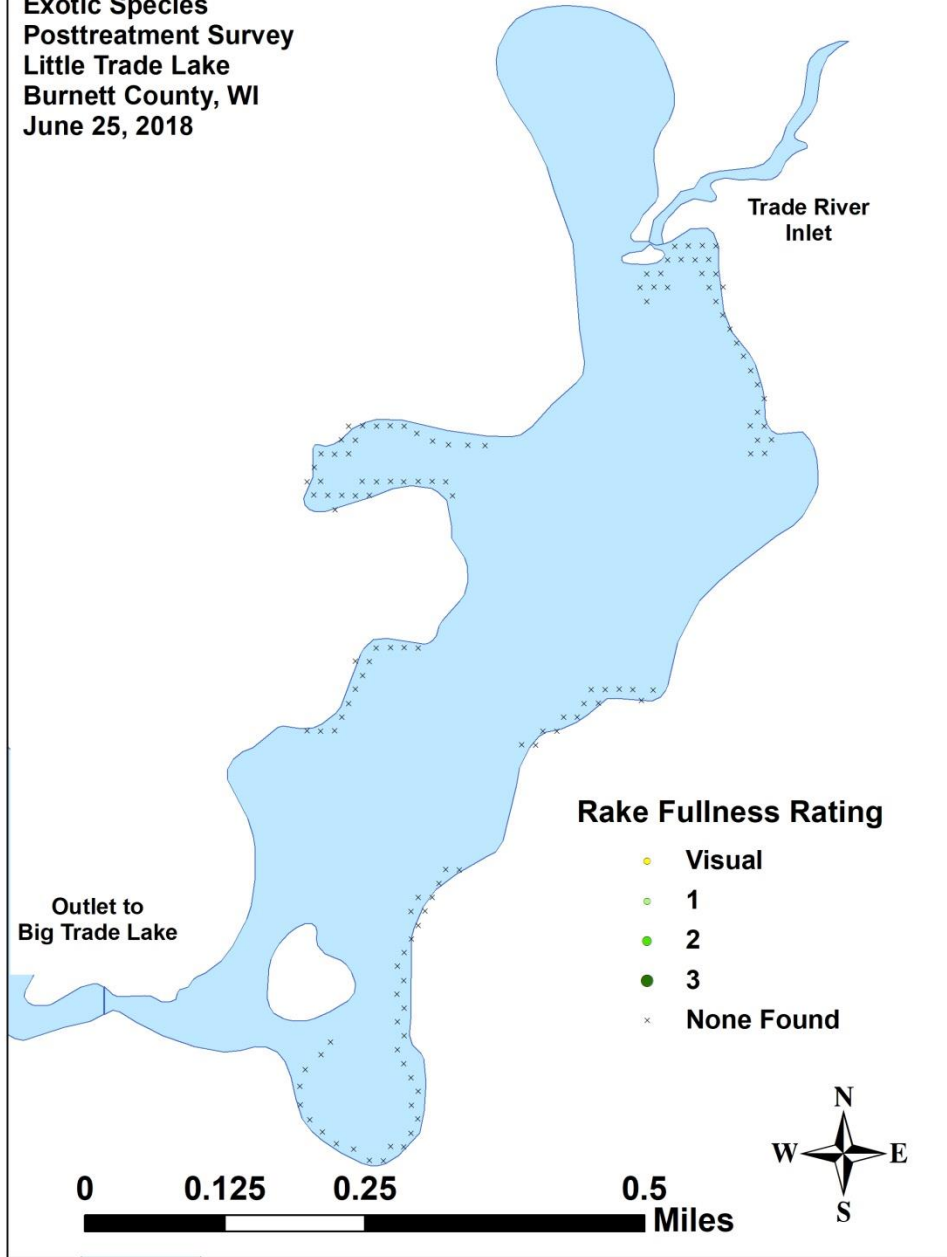 Exotic Species
Posttreatment Survey
Little Trade Lake
Burnett County, WI
June 25, 2018
Trade River
Inlet
Rake Fullness Rating
Visual
1
2
3
None Found
Outlet to
Big Trade Lake
N
W E
S
0 0.125 0.25 0.5
Miles